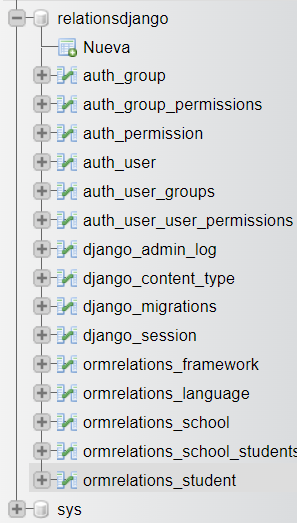 relationsdjango
Nueva
auth_group
auth_group_permissions
auth_permission
auth_user
auth_user_groups
auth_user_user_permissions
django_admin_log
django_content_type
django_migrations
django_session
ormrelations_framework
ormrelations_language
ormrelations_school
ormrelations_school_students
ormrelations_student
sys